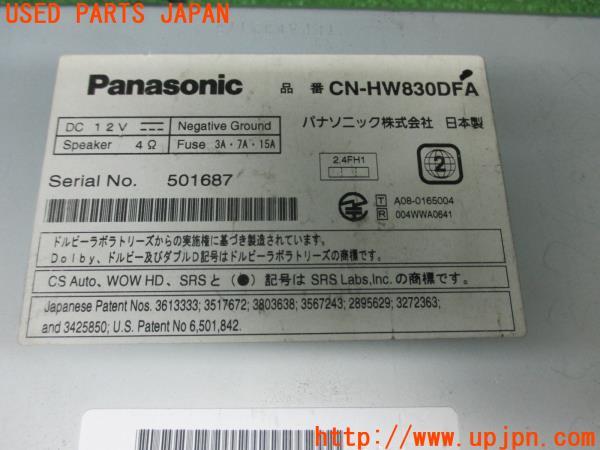 USED PARTS JAPAN
Panasonic 品番 CN-HW830DFA
DC 12V Negative Ground パナソニック株式会社 日本製
Speaker 4Ω Fuse 3A・7A・15A
2.4FH1
2
Serial No. 501687
T A08-0165004
R 004WWA0641
ドルビーラボラトリーズからの実施権に基づき製造されています。
Dolby、ドルビー及びダブルD記号はドルビーラボラトリーズの商標です。
CS Auto、WOW HD、SRSと(●)記号は SRS Labs,Inc.の商標です。
Japanese Patent Nos. 3613333; 3517672; 3803638; 3567243; 2895629; 3272363;
and 3425850; U.S. Patent No 6,501,842.
www.upjpn.com